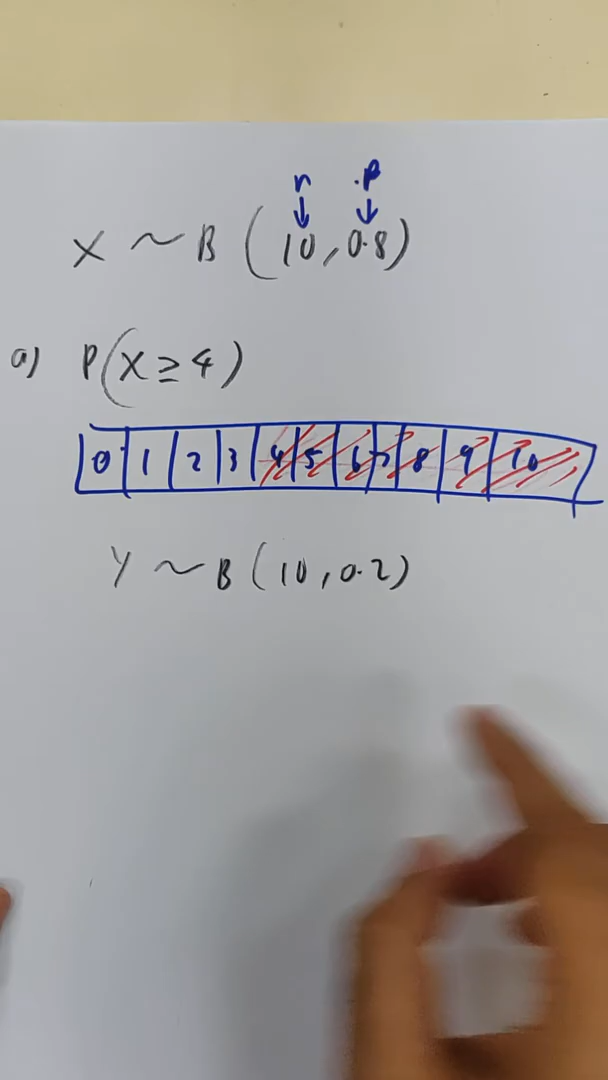 n p
X ~ B (10, 0.8)
a) P(X ≥ 4)
0 1 2 3 4 5 6 7 8 9 10
Y ~ B (10, 0.2)